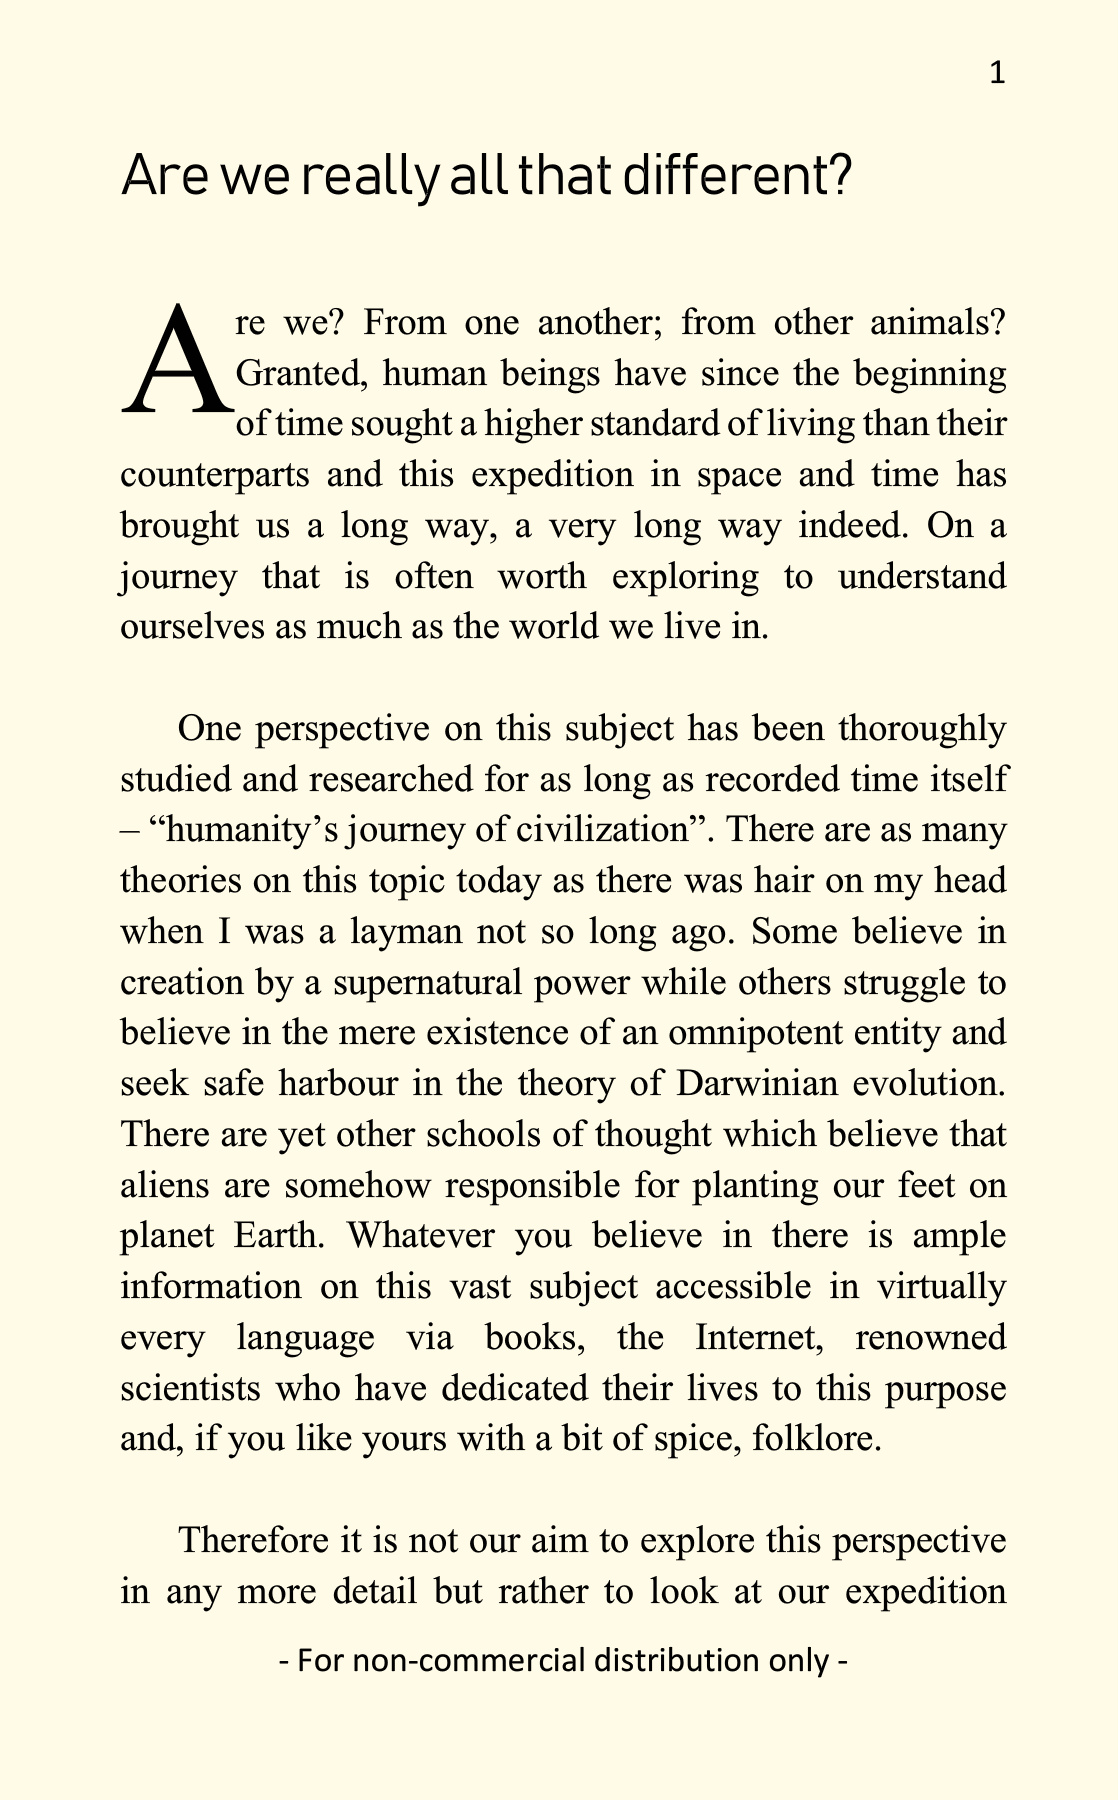 1
Are we really all that different?
Are we? From one another; from other animals?
Granted, human beings have since the beginning
of time sought a higher standard of living than their
counterparts and this expedition in space and time has
brought us a long way, a very long way indeed. On a
journey that is often worth exploring to understand
ourselves as much as the world we live in.
One perspective on this subject has been thoroughly
studied and researched for as long as recorded time itself
– “humanity’s journey of civilization”. There are as many
theories on this topic today as there was hair on my head
when I was a layman not so long ago. Some believe in
creation by a supernatural power while others struggle to
believe in the mere existence of an omnipotent entity and
seek safe harbour in the theory of Darwinian evolution.
There are yet other schools of thought which believe that
aliens are somehow responsible for planting our feet on
planet Earth. Whatever you believe in there is ample
information on this vast subject accessible in virtually
every language via books, the Internet, renowned
scientists who have dedicated their lives to this purpose
and, if you like yours with a bit of spice, folklore.
Therefore it is not our aim to explore this perspective
in any more detail but rather to look at our expedition
- For non-commercial distribution only -